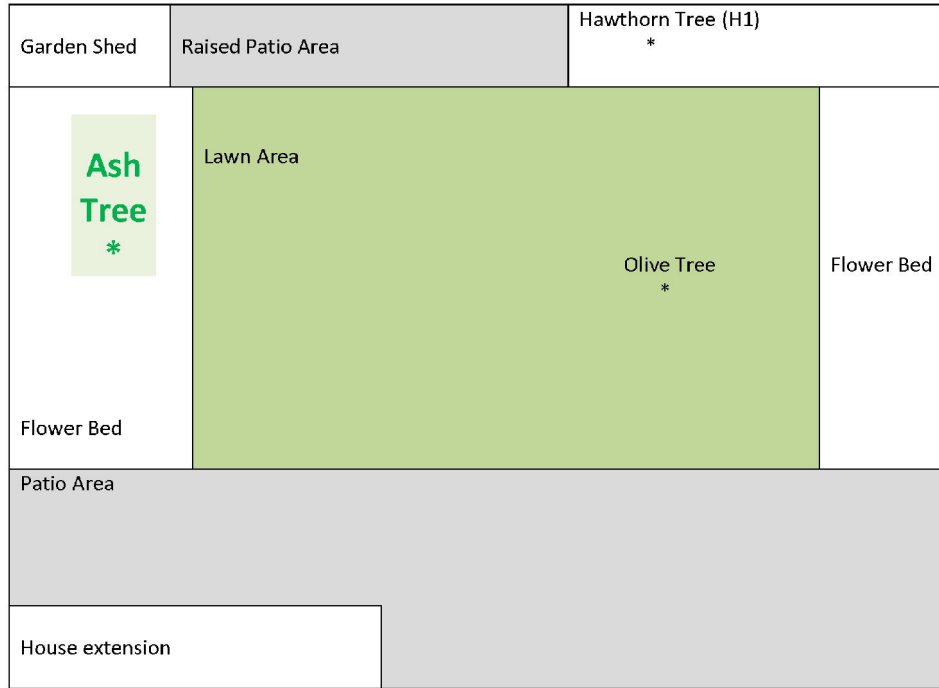 Garden Shed
Raised Patio Area
Hawthorn Tree (H1)
*
Ash
Tree
*
Lawn Area
Olive Tree
*
Flower Bed
Flower Bed
Patio Area
House extension